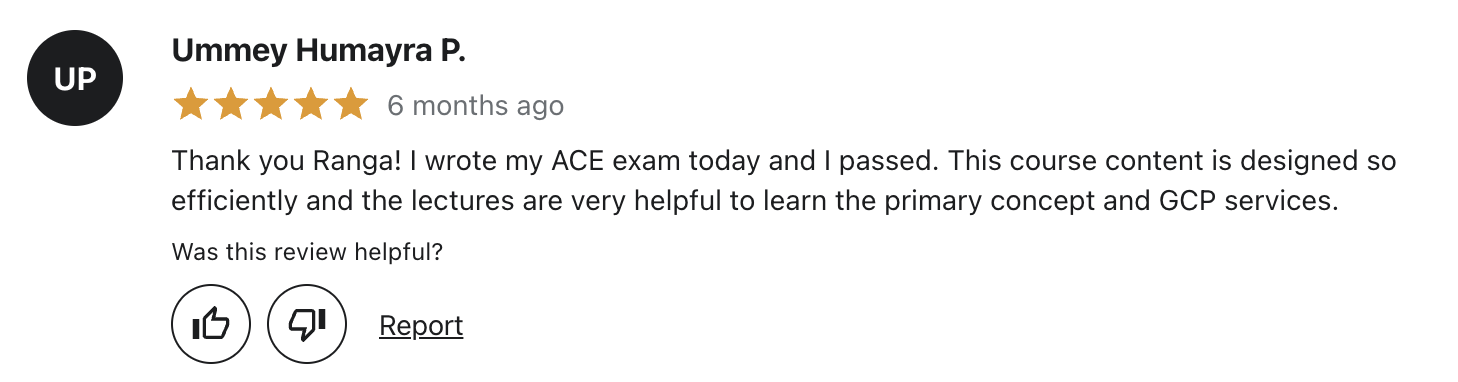 UP
Ummey Humayra P.
6 months ago
Thank you Ranga! I wrote my ACE exam today and I passed. This course content is designed so
efficiently and the lectures are very helpful to learn the primary concept and GCP services.
Was this review helpful?
Report